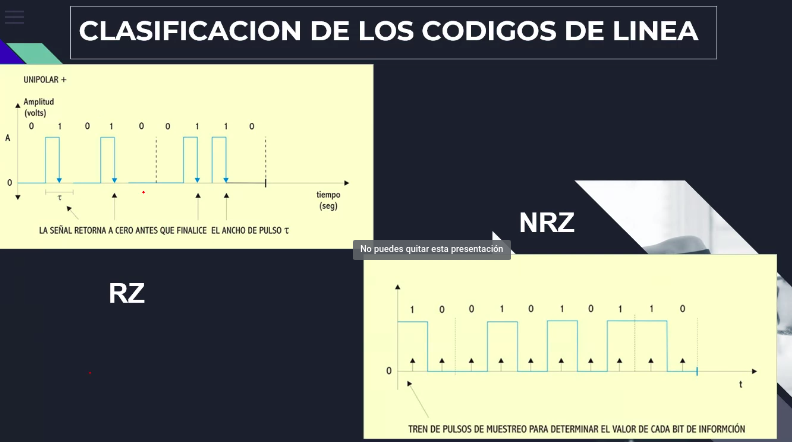 CLASIFICACION DE LOS CODIGOS DE LINEA
UNIPOLAR +
Amplitud
(volts)
0 1 0 1 0 0 1 1 0
A
0
τ
tiempo
(seg)
LA SEÑAL RETORNA A CERO ANTES QUE FINALICE EL ANCHO DE PULSO τ
NRZ
No puedes quitar esta presentación
RZ
1 0 0 1 0 1 0 1 1 0
0
t
TREN DE PULSOS DE MUESTREO PARA DETERMINAR EL VALOR DE CADA BIT DE INFORMCIÓN